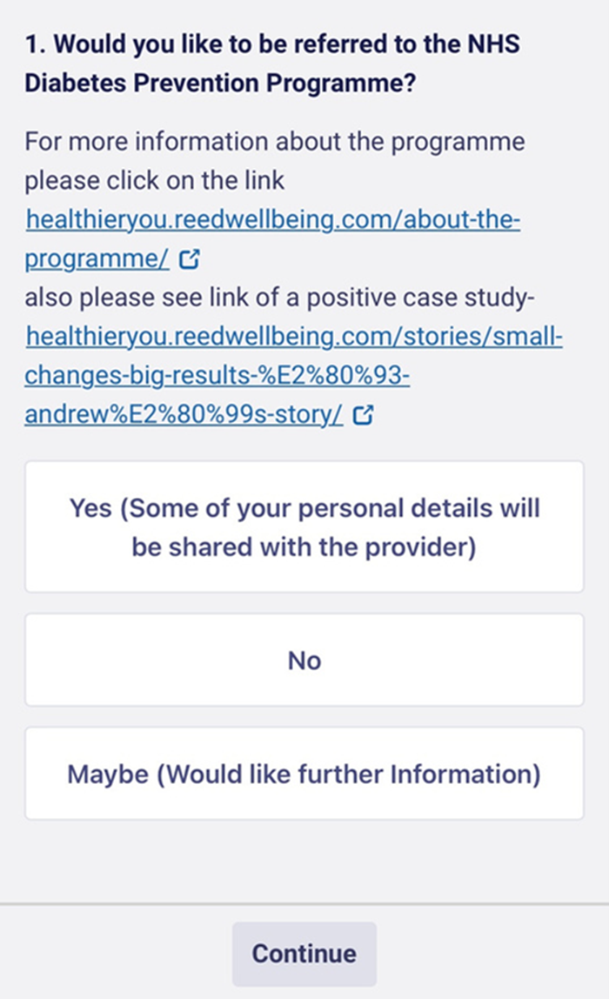 1. Would you like to be referred to the NHS
Diabetes Prevention Programme?
For more information about the programme
please click on the link
healthieryou.reedwellbeing.com/about-the-
programme/
also please see link of a positive case study-
healthieryou.reedwellbeing.com/stories/small-
changes-big-results-%E2%80%93-
andrew%E2%80%99s-story/
Yes (Some of your personal details will
be shared with the provider)
No
Maybe (Would like further Information)
Continue